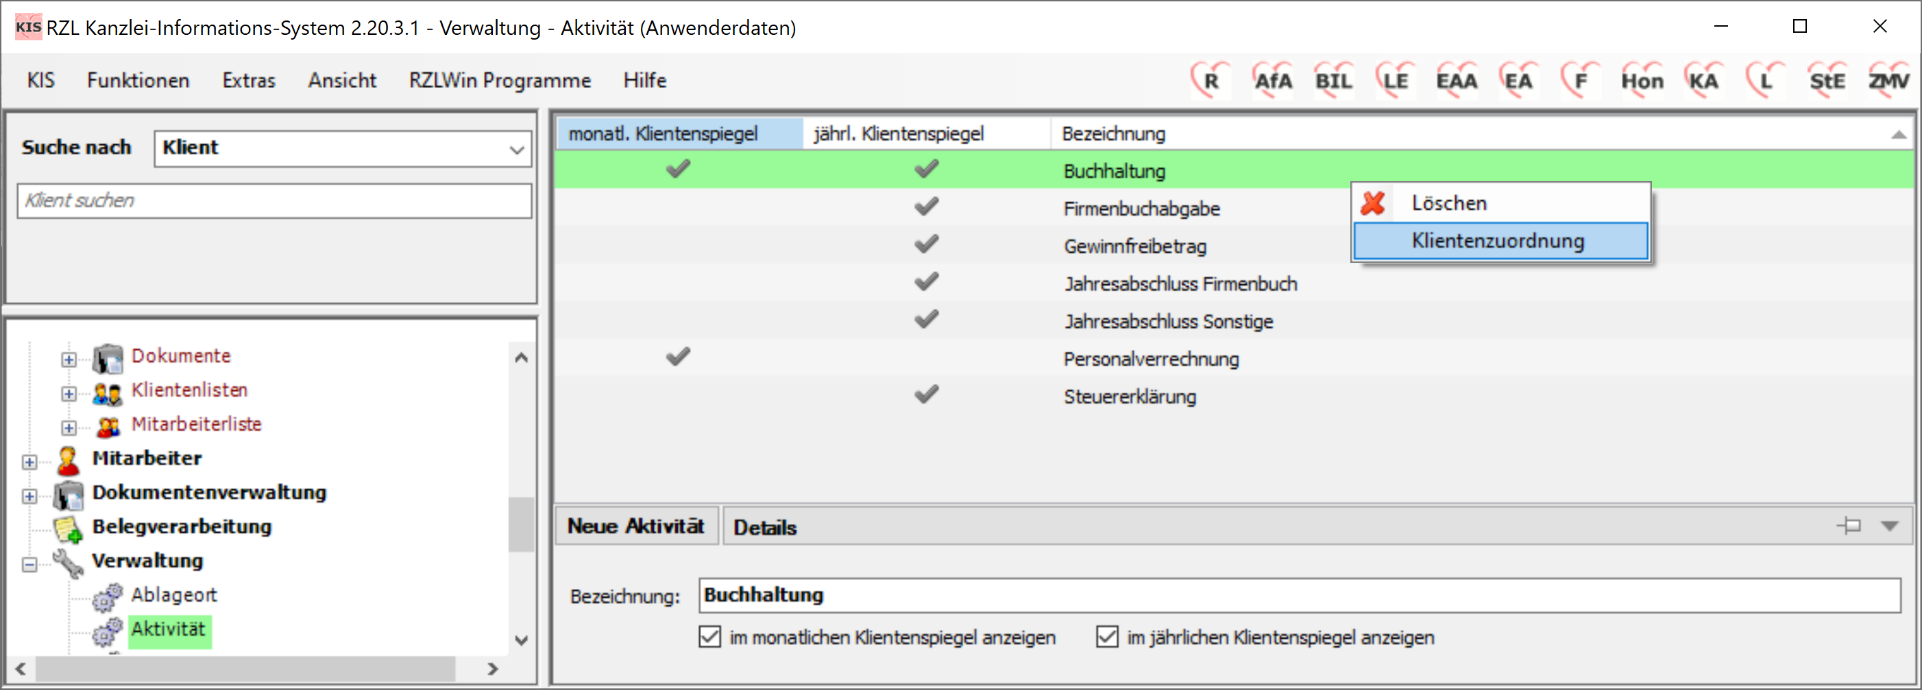 KIS RZL Kanzlei-Informations-System 2.20.3.1 - Verwaltung - Aktivität (Anwenderdaten)
KIS Funktionen Extras Ansicht RZLWin Programme Hilfe R AfA BIL LE EAA EA F Hon KA L StE ZMV
Suche nach Klient
Klient suchen
Dokumente
Klientenlisten
Mitarbeiterliste
Mitarbeiter
Dokumentenverwaltung
Belegverarbeitung
Verwaltung
Ablageort
Aktivität
monatl. Klientenspiegel jährl. Klientenspiegel Bezeichnung
Buchhaltung
Firmenbuchabgabe
Gewinnfreibetrag
Jahresabschluss Firmenbuch
Jahresabschluss Sonstige
Personalverrechnung
Steuererklärung
Löschen
Klientenzuordnung
Neue Aktivität Details
Bezeichnung: Buchhaltung
im monatlichen Klientenspiegel anzeigen im jährlichen Klientenspiegel anzeigen